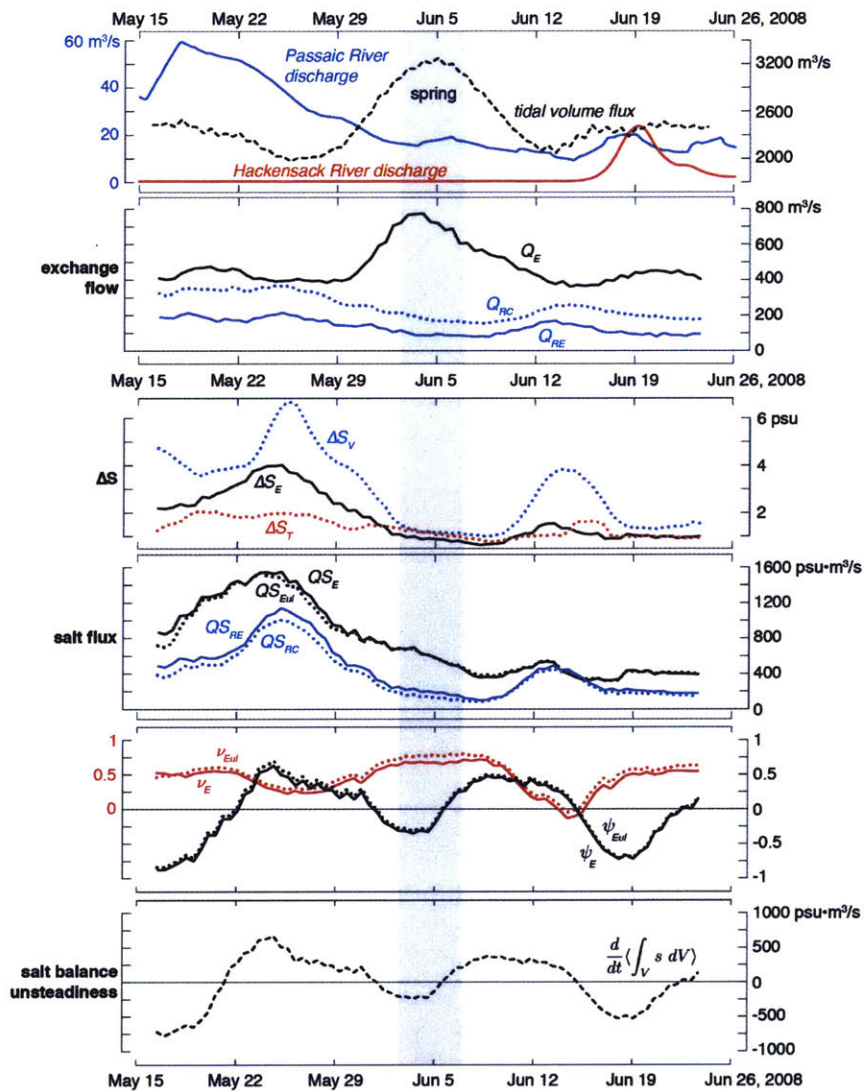 May 15 May 22 May 29 Jun 5 Jun 12 Jun 19 Jun 26, 2008
60 m³/s
Passaic River
discharge
3200 m³/s
40
spring
tidal volume flux
2600
20
2000
Hackensack River discharge
0
800 m³/s
600
exchange
flow
Q_E
400
Q_RC
200
Q_RE
0
May 15 May 22 May 29 Jun 5 Jun 12 Jun 19 Jun 26, 2008
6 psu
ΔS_V
ΔS
ΔS_E
4
ΔS_T
2
1600 psu•m³/s
QS_E
QS_Eul
1200
salt flux
QS_RE
800
QS_RC
400
0
1
ν_Eul
1
0.5
ν_E
0.5
0
0
ψ_Eul
-0.5
ψ_E
-1
1000 psu•m³/s
500
d/dt⟨∫_V s dV⟩
salt balance
unsteadiness
0
-500
-1000
May 15 May 22 May 29 Jun 5 Jun 12 Jun 19 Jun 26, 2008